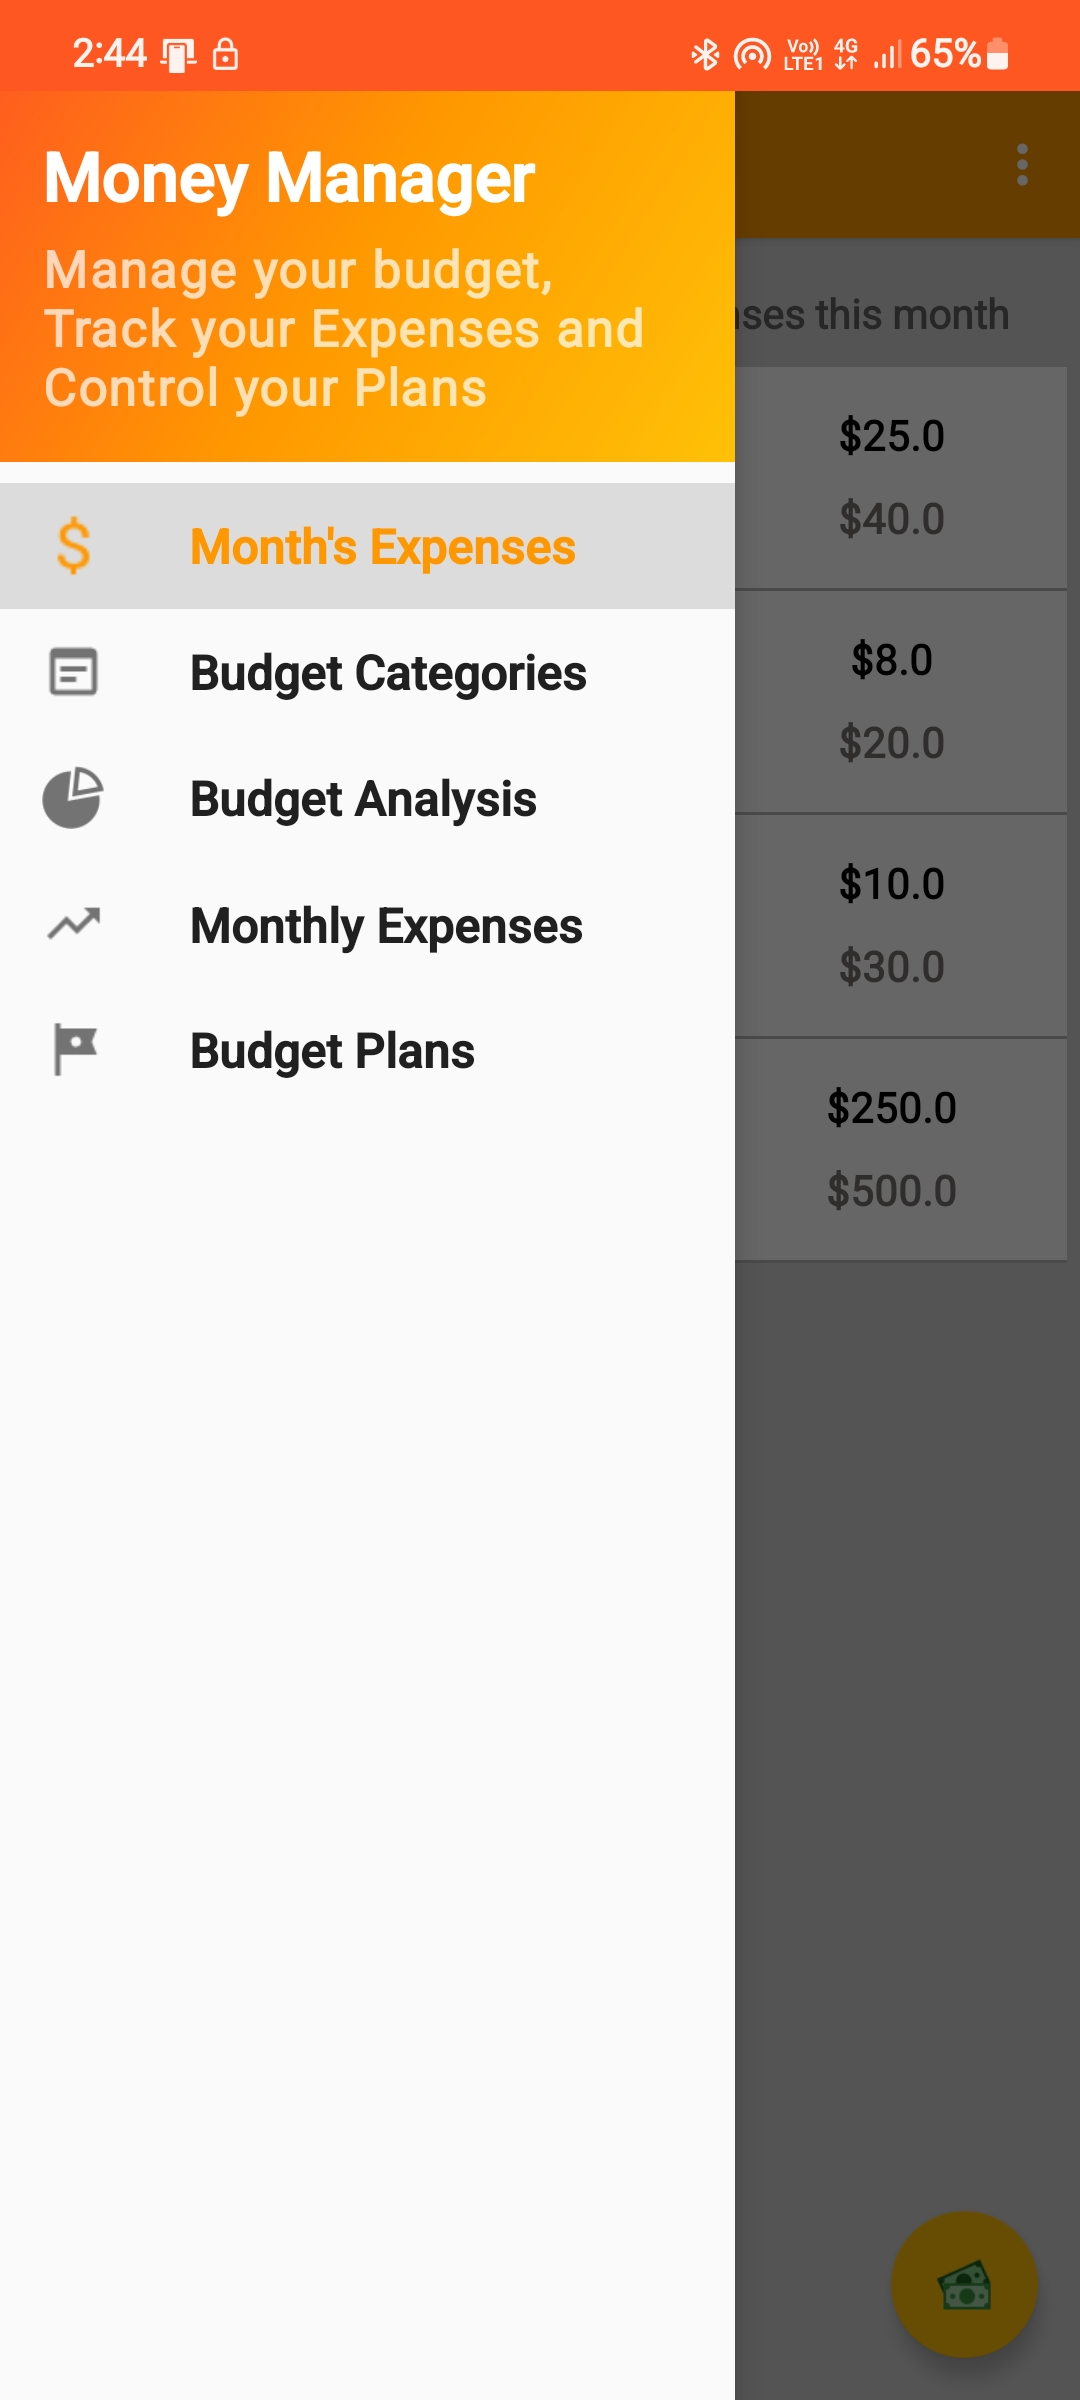 2:44
Vo)) LTE1 4G 65%
Money Manager
Manage your budget,
Track your Expenses and
Control your Plans
this month
Month's Expenses
Budget Categories
Budget Analysis
Monthly Expenses
Budget Plans
$25.0
$40.0
$8.0
$20.0
$10.0
$30.0
$250.0
$500.0